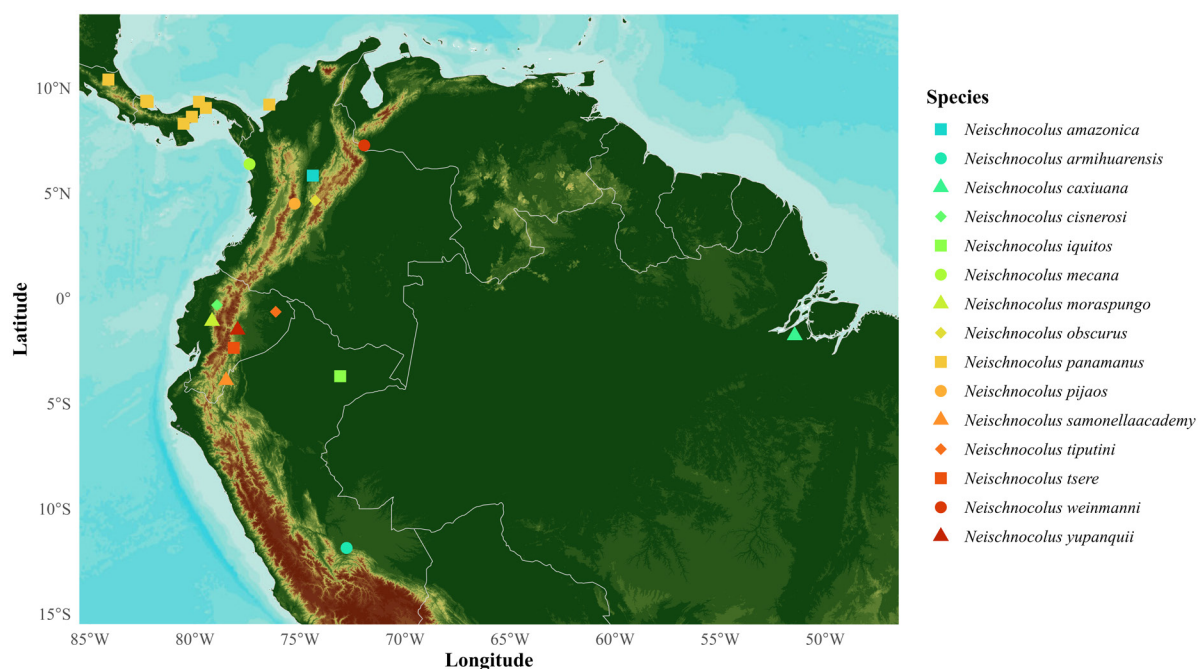 10°N
5°N
0°
5°S
10°S
15°S
Latitude
85°W 80°W 75°W 70°W 65°W 60°W 55°W 50°W
Longitude
Species
Neischnocolus amazonica
Neischnocolus armihuarensis
Neischnocolus caxiuana
Neischnocolus cisnerosi
Neischnocolus iquitos
Neischnocolus mecana
Neischnocolus moraspungo
Neischnocolus obscurus
Neischnocolus panamanus
Neischnocolus pijaos
Neischnocolus samonellaacademy
Neischnocolus tiputini
Neischnocolus tsere
Neischnocolus weinmanni
Neischnocolus yupanquii